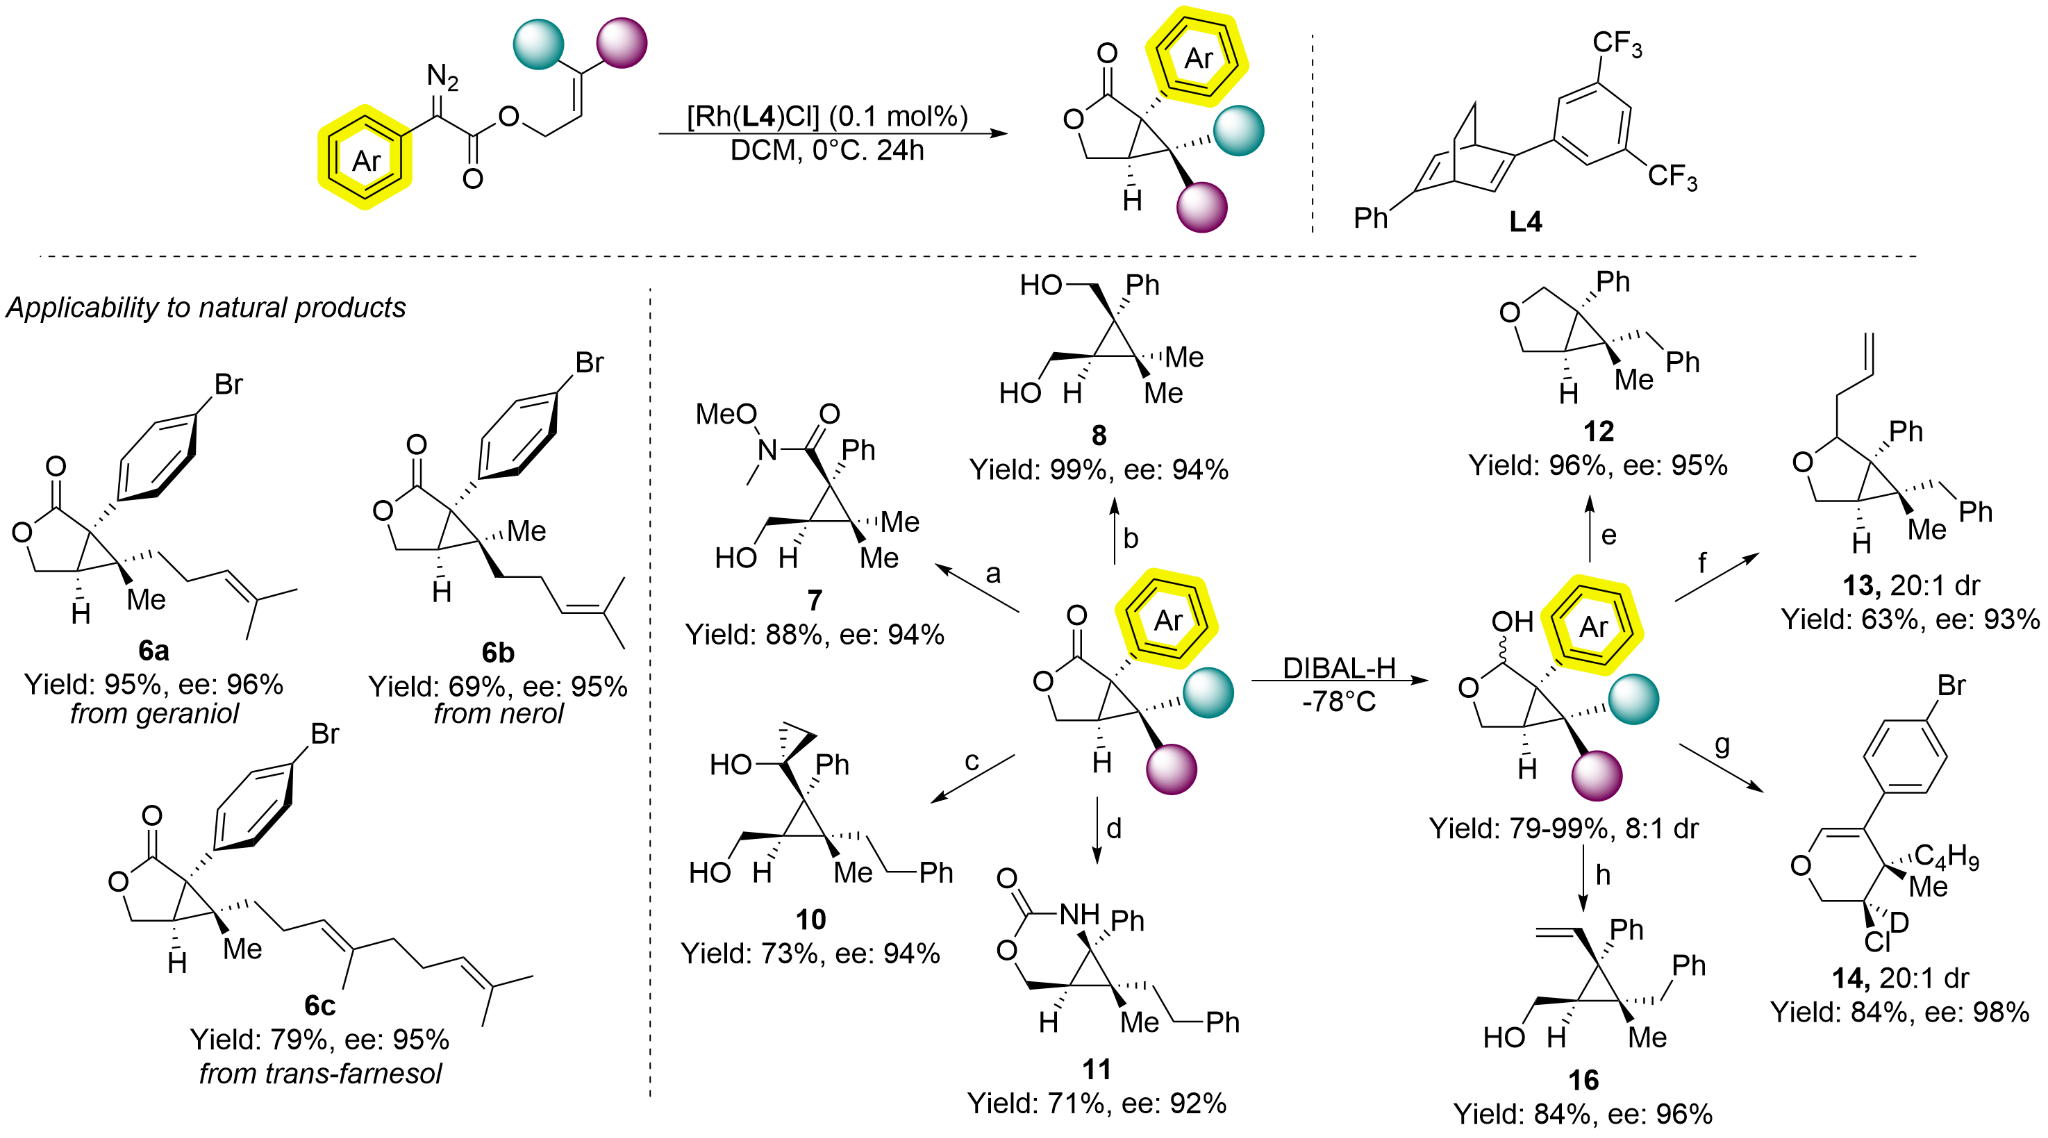 N2
Ar
O
O
[Rh(L4)Cl] (0.1 mol%)
DCM, 0°C. 24h
O
O
Ar
H
CF3
CF3
Ph
L4
Applicability to natural products
Br
O
O
Me
H
6a
Yield: 95%, ee: 96%
from geraniol
Br
O
O
Me
H
6b
Yield: 69%, ee: 95%
from nerol
Br
O
O
Me
H
6c
Yield: 79%, ee: 95%
from trans-farnesol
MeO
O
N
Ph
Me
Me
HO
H
7
Yield: 88%, ee: 94%
HO
Ph
Me
Me
HO
H
8
Yield: 99%, ee: 94%
a
b
O
O
Ar
H
c
d
HO
Ph
HO
H
Me
Ph
10
Yield: 73%, ee: 94%
O
NH
Ph
O
H
Me
Ph
11
Yield: 71%, ee: 92%
DIBAL-H
-78°C
OH
Ar
O
H
Yield: 79-99%, 8:1 dr
e
f
g
h
Ph
O
Ph
Me
H
12
Yield: 96%, ee: 95%
Ph
O
Ph
Me
H
13, 20:1 dr
Yield: 63%, ee: 93%
Br
O
C4H9
Me
D
Cl
14, 20:1 dr
Yield: 84%, ee: 98%
Ph
Ph
HO
H
Me
16
Yield: 84%, ee: 96%